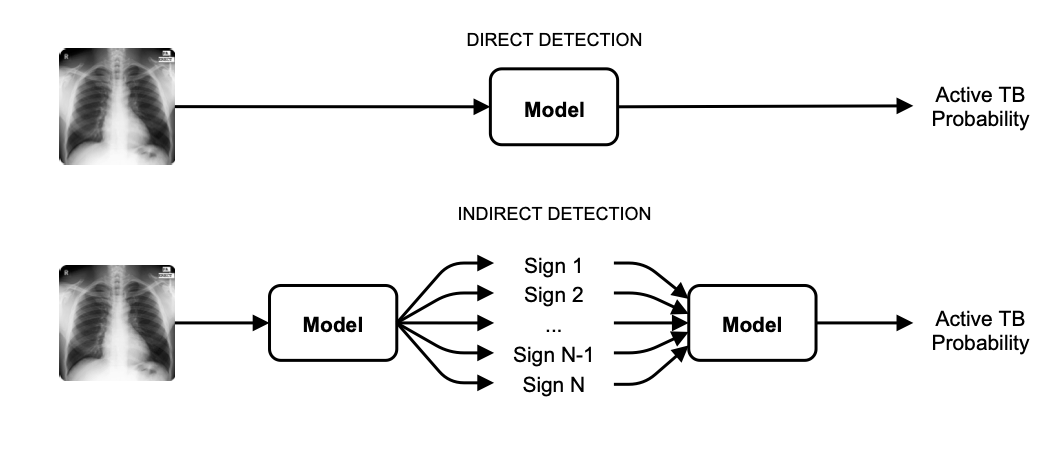 DIRECT DETECTION
R
Model
Active TB
Probability
INDIRECT DETECTION
R
Sign 1
Sign 2
Model
...
Model
Sign N-1
Sign N
Active TB
Probability